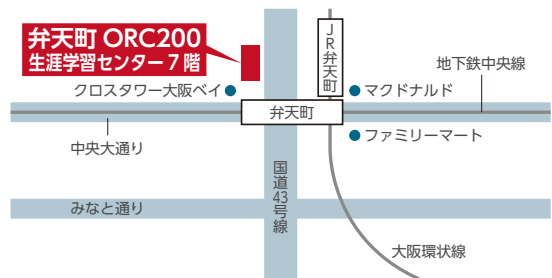 弁天町 ORC200
生涯学習センター 7 階
JR弁天町
地下鉄中央線
クロスタワー大阪ベイ
マクドナルド
弁天町
ファミリーマート
中央大通り
国道43号線
みなと通り
大阪環状線